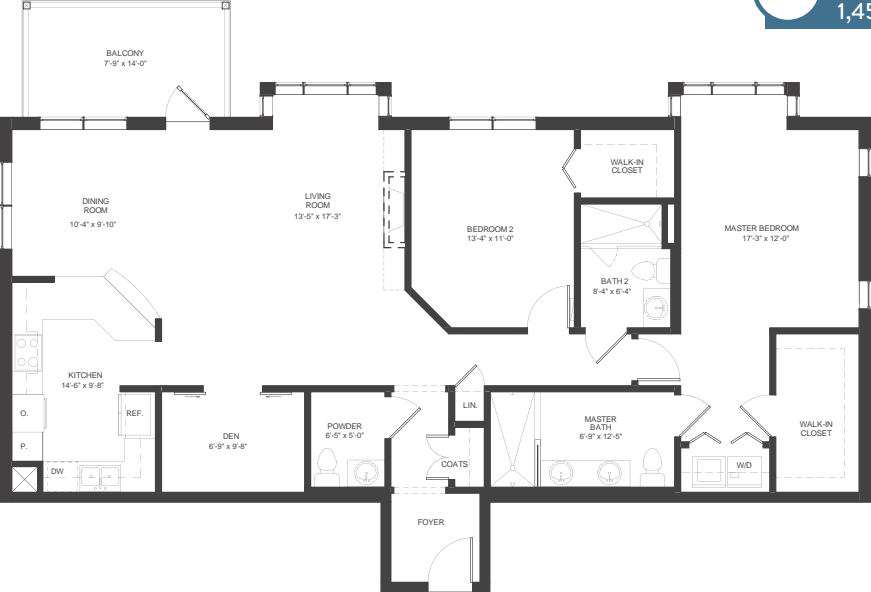 1,45
BALCONY
7'-9" x 14'-0"
WALK-IN
CLOSET
DINING
ROOM
10'-4" x 9'-10"
LIVING
ROOM
13'-5" x 17'-3"
BEDROOM 2
13'-4" x 11'-0"
MASTER BEDROOM
17'-3" x 12'-0"
BATH 2
8'-4" x 6'-4"
KITCHEN
14'-6" x 9'-8"
O.
REF.
P.
DW
DEN
6'-9" x 9'-8"
POWDER
6'-5" x 5'-0"
LIN.
COATS
MASTER
BATH
6'-9" x 12'-5"
W/D
WALK-IN
CLOSET
FOYER